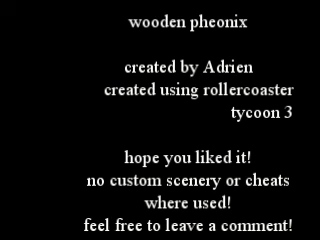 wooden pheonix
created by Adrien
created using rollercoaster
tycoon 3
hope you liked it!
no custom scenery or cheats
where used!
feel free to leave a comment!